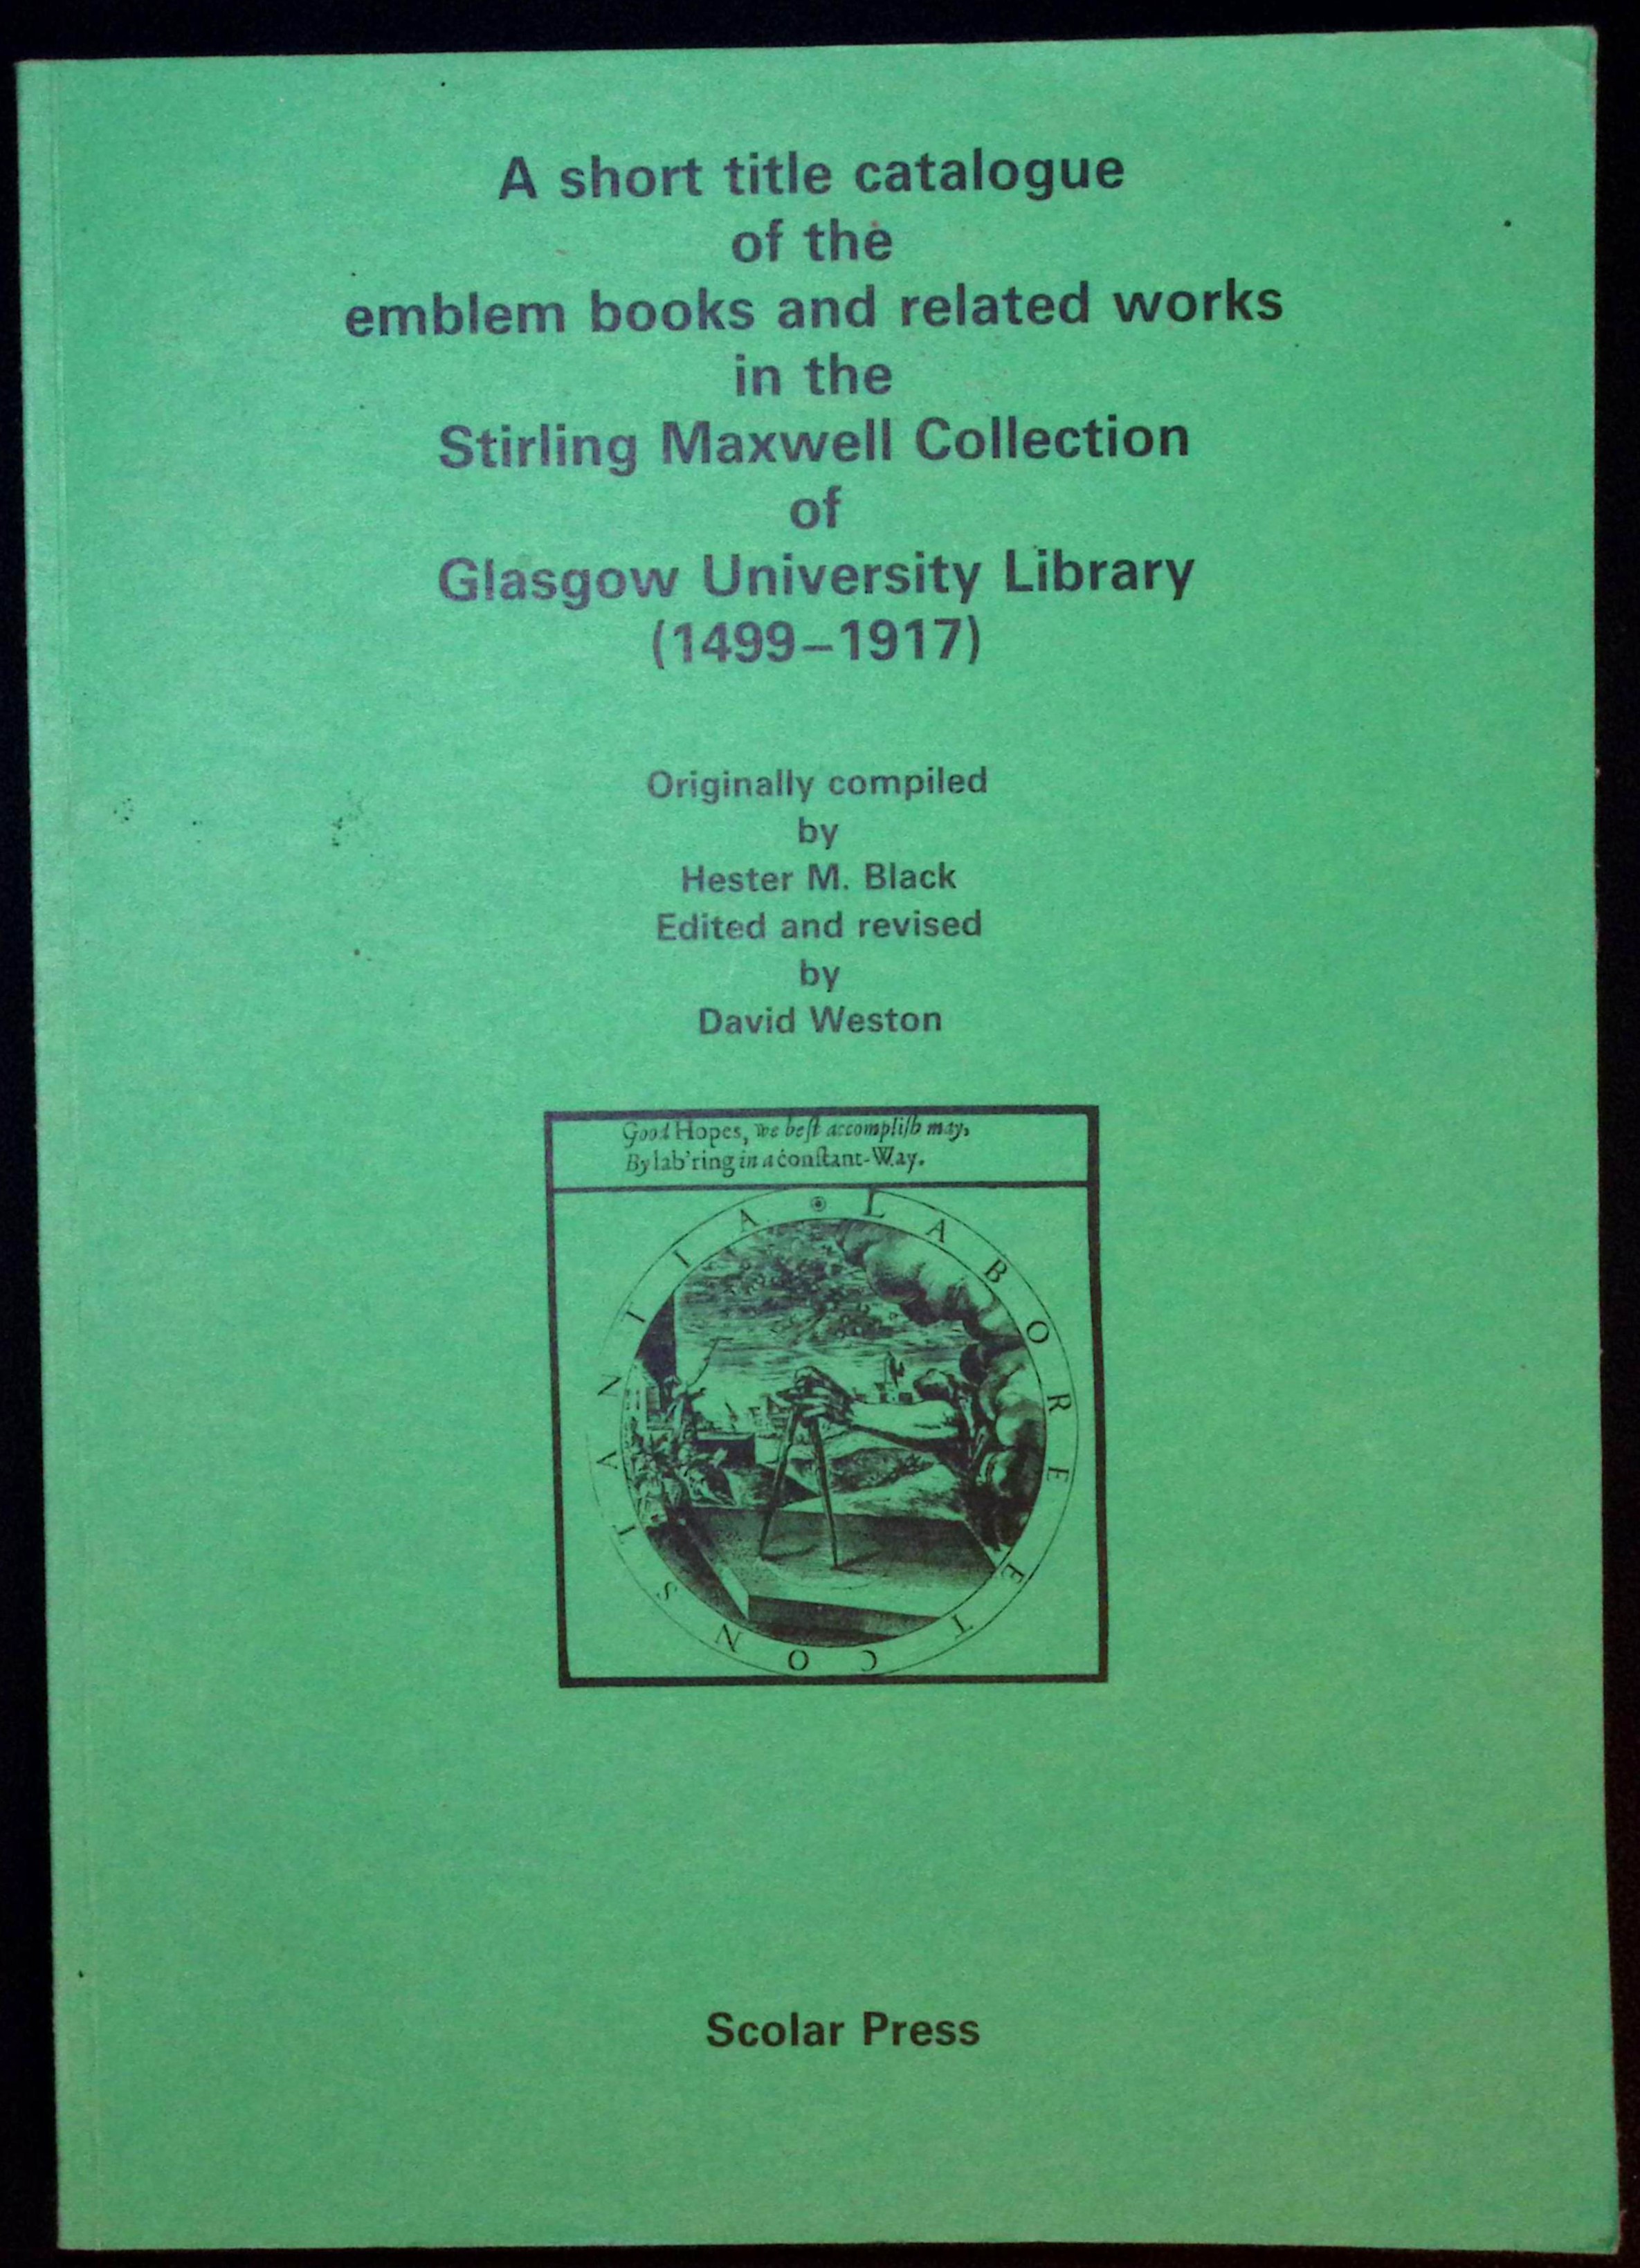 A short title catalogue
of the
emblem books and related works
in the
Stirling Maxwell Collection
of
Glasgow University Library
(1499–1917)
Originally compiled
by
Hester M. Black
Edited and revised
by
David Weston
Good Hopes, we beſt accompliſh may,
By lab'ring in a conſtant-Way.
LABORE ET CONSTANTIA
Scolar Press